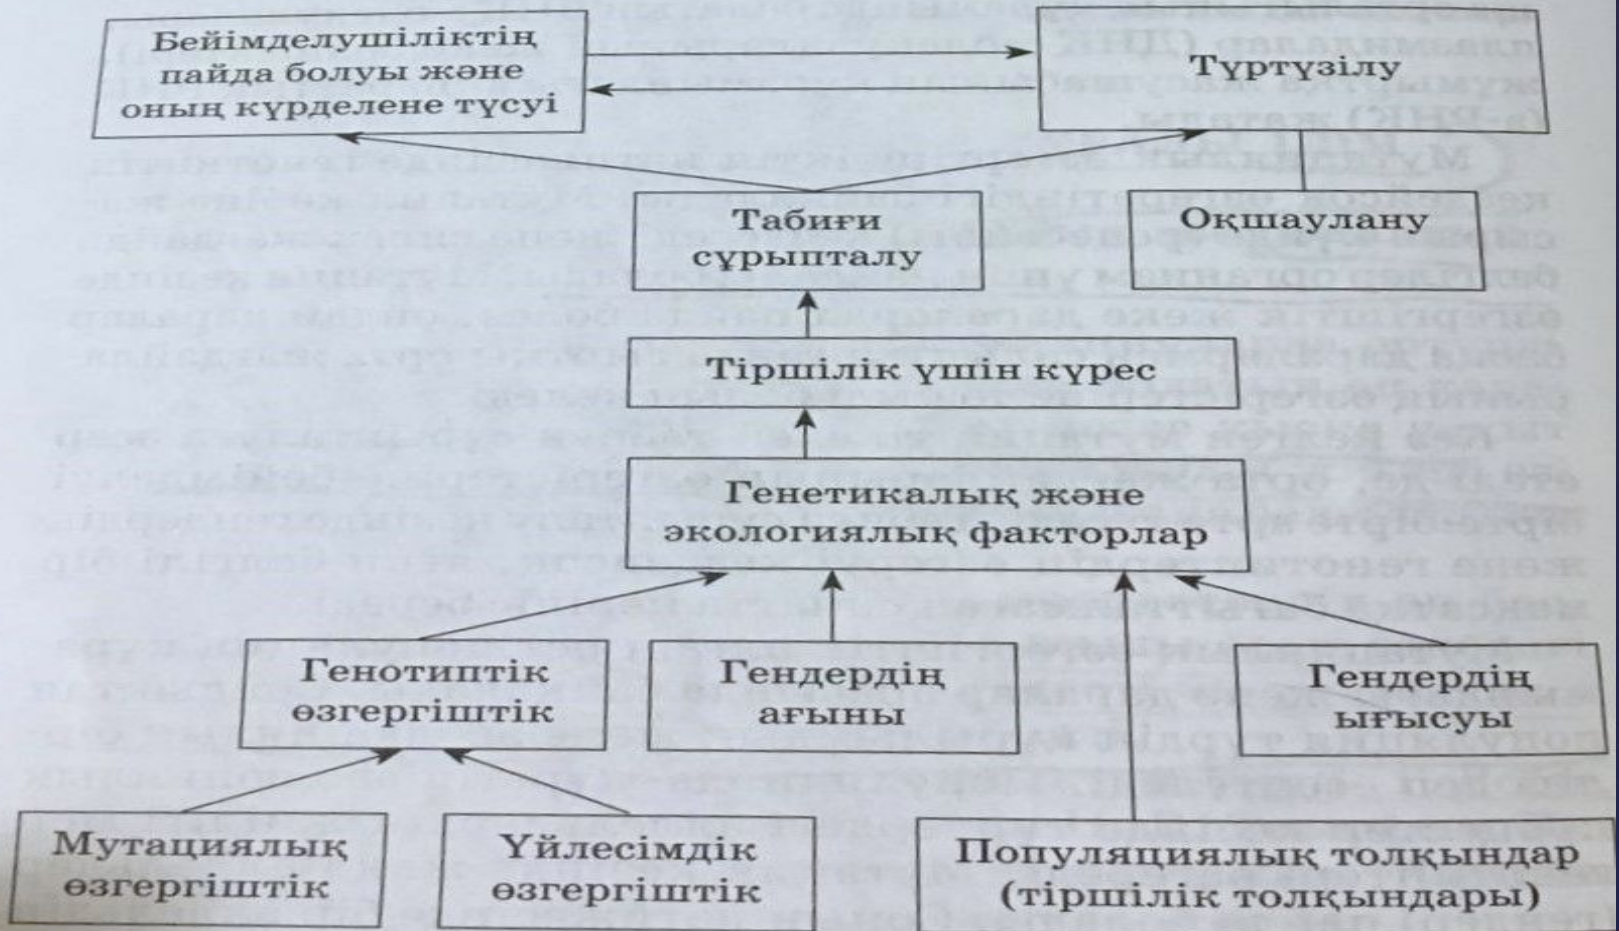 Бейімделушіліктің
пайда болуы және
оның күрделене түсуі
Түртүзілу
Табиғи
сұрыпталу
Оқшаулану
Тіршілік үшін күрес
Генетикалық және
экологиялық факторлар
Генотиптік
өзгергіштік
Гендердің
ағыны
Гендердің
ығысуы
Мутациялық
өзгергіштік
Үйлесімдік
өзгергіштік
Популяциялық толқындар
(тіршілік толқындары)